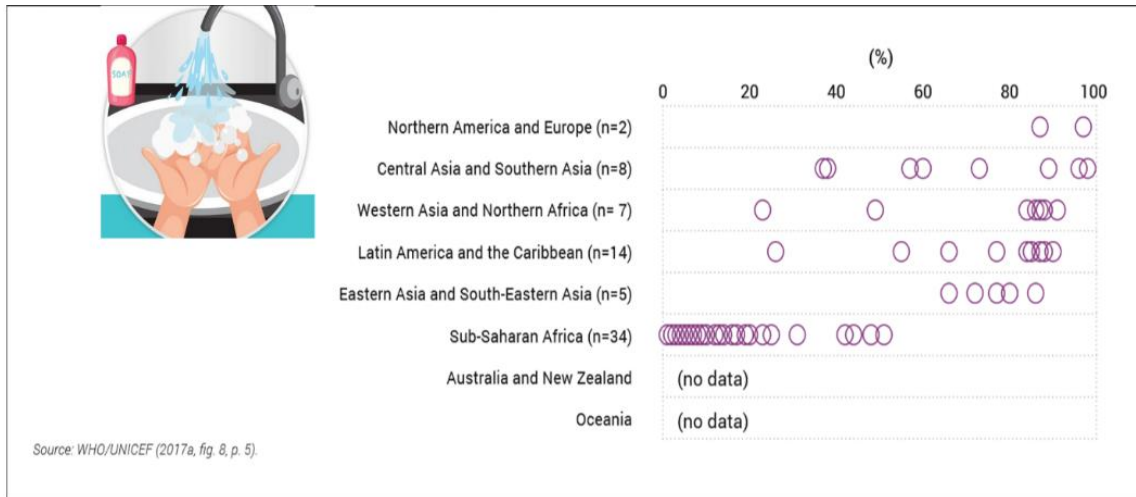 SOAP
(%)
0 20 40 60 80 100
Northern America and Europe (n=2)
Central Asia and Southern Asia (n=8)
Western Asia and Northern Africa (n= 7)
Latin America and the Caribbean (n=14)
Eastern Asia and South-Eastern Asia (n=5)
Sub-Saharan Africa (n=34)
Australia and New Zealand (no data)
Oceania (no data)
Source: WHO/UNICEF (2017a, fig. 8, p. 5).